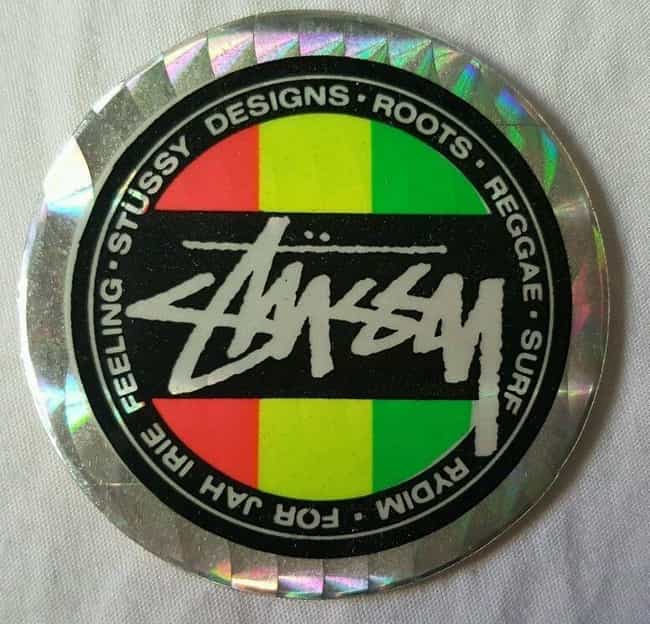 STÜSSY DESIGNS · ROOTS · REGGAE · SURF RYDIM · FOR JAH IRIE FEELING ·
Stüssy